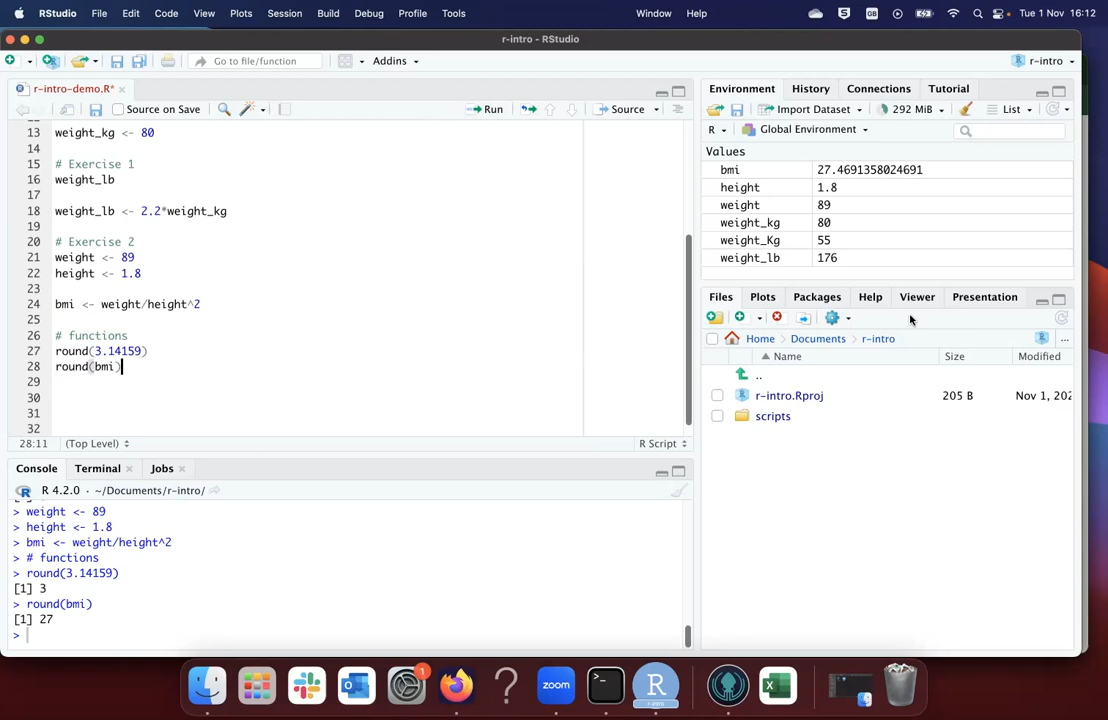 RStudio File Edit Code View Plots Session Build Debug Profile Tools Window Help S GB Tue 1 Nov 16:12
r-intro - RStudio
Go to file/function Addins r-intro
r-intro-demo.R*
Source on Save Run Source
13 weight_kg <- 80
14
15 # Exercise 1
16 weight_lb
17
18 weight_lb <- 2.2*weight_kg
19
20 # Exercise 2
21 weight <- 89
22 height <- 1.8
23
24 bmi <- weight/height^2
25
26 # functions
27 round(3.14159)
28 round(bmi)
29
30
31
32
28:11 (Top Level) R Script
Console Terminal Jobs
R 4.2.0 · ~/Documents/r-intro/
> weight <- 89
> height <- 1.8
> bmi <- weight/height^2
> # functions
> round(3.14159)
[1] 3
> round(bmi)
[1] 27
>
Environment History Connections Tutorial
Import Dataset 292 MiB List
R Global Environment
Values
bmi 27.4691358024691
height 1.8
weight 89
weight_kg 80
weight_Kg 55
weight_lb 176
Files Plots Packages Help Viewer Presentation
Home Documents r-intro ...
Name Size Modified
..
r-intro.Rproj 205 B Nov 1, 202
scripts
1 ? zoom >_ R X
r-intro